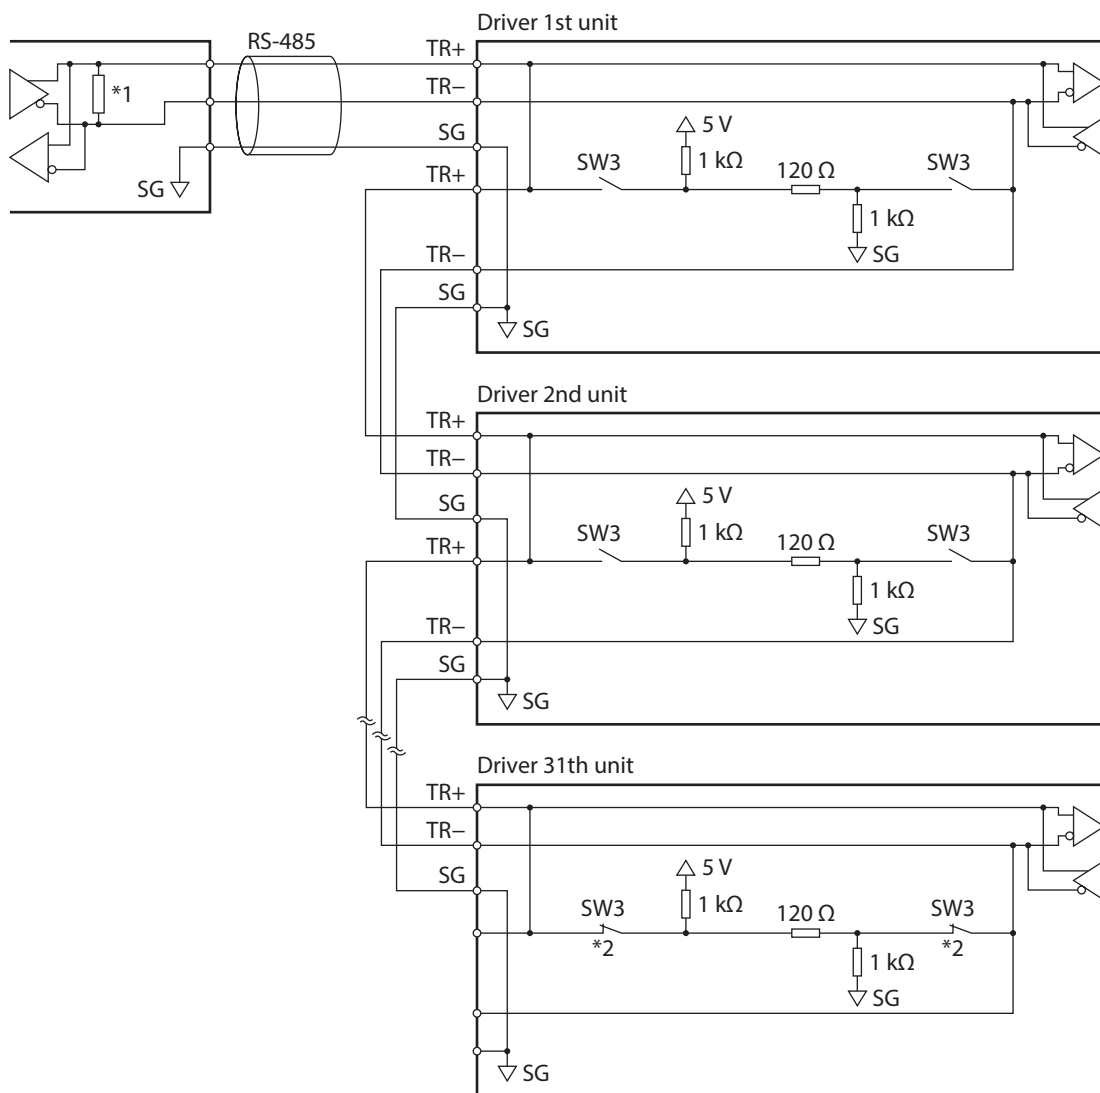 Driver 1st unit
RS-485
TR+
*1
TR−
SG
SG
TR+
5 V
1 kΩ
SW3
120 Ω
SW3
1 kΩ
SG
TR−
SG
SG
Driver 2nd unit
TR+
TR−
SG
TR+
5 V
1 kΩ
SW3
120 Ω
SW3
1 kΩ
SG
TR−
SG
SG
Driver 31th unit
TR+
TR−
SG
5 V
1 kΩ
SW3
*2
120 Ω
SW3
*2
1 kΩ
SG
SG